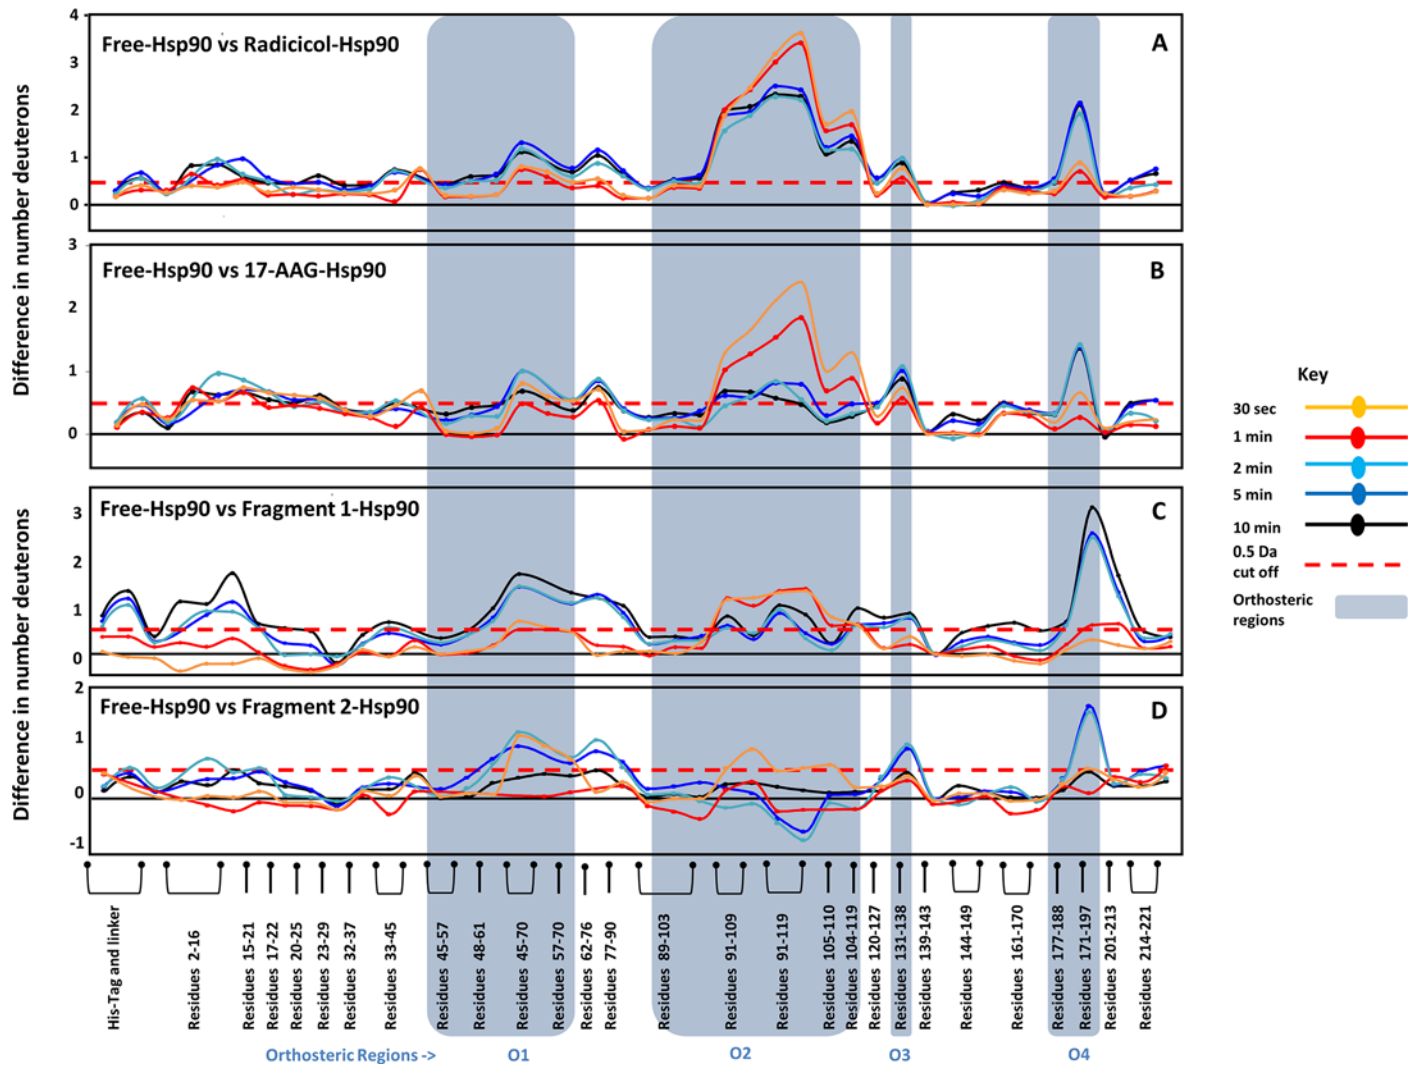 Difference in number deuterons
4
3
2
1
0
Free-Hsp90 vs Radicicol-Hsp90
A
3
2
1
0
Free-Hsp90 vs 17-AAG-Hsp90
B
Difference in number deuterons
3
2
1
0
Free-Hsp90 vs Fragment 1-Hsp90
C
2
1
0
-1
Free-Hsp90 vs Fragment 2-Hsp90
D
Key
30 sec
1 min
2 min
5 min
10 min
0.5 Da
cut off
Orthosteric
regions
His-Tag and linker
Residues 2-16
Residues 15-21
Residues 17-22
Residues 20-25
Residues 23-29
Residues 32-37
Residues 33-45
Residues 45-57
Residues 48-61
Residues 45-70
Residues 57-70
Residues 62-76
Residues 77-90
Residues 89-103
Residues 91-109
Residues 91-119
Residues 105-110
Residues 104-119
Residues 120-127
Residues 131-138
Residues 139-143
Residues 144-149
Residues 161-170
Residues 177-188
Residues 171-197
Residues 201-213
Residues 214-221
Orthosteric Regions ->
O1
O2
O3
O4